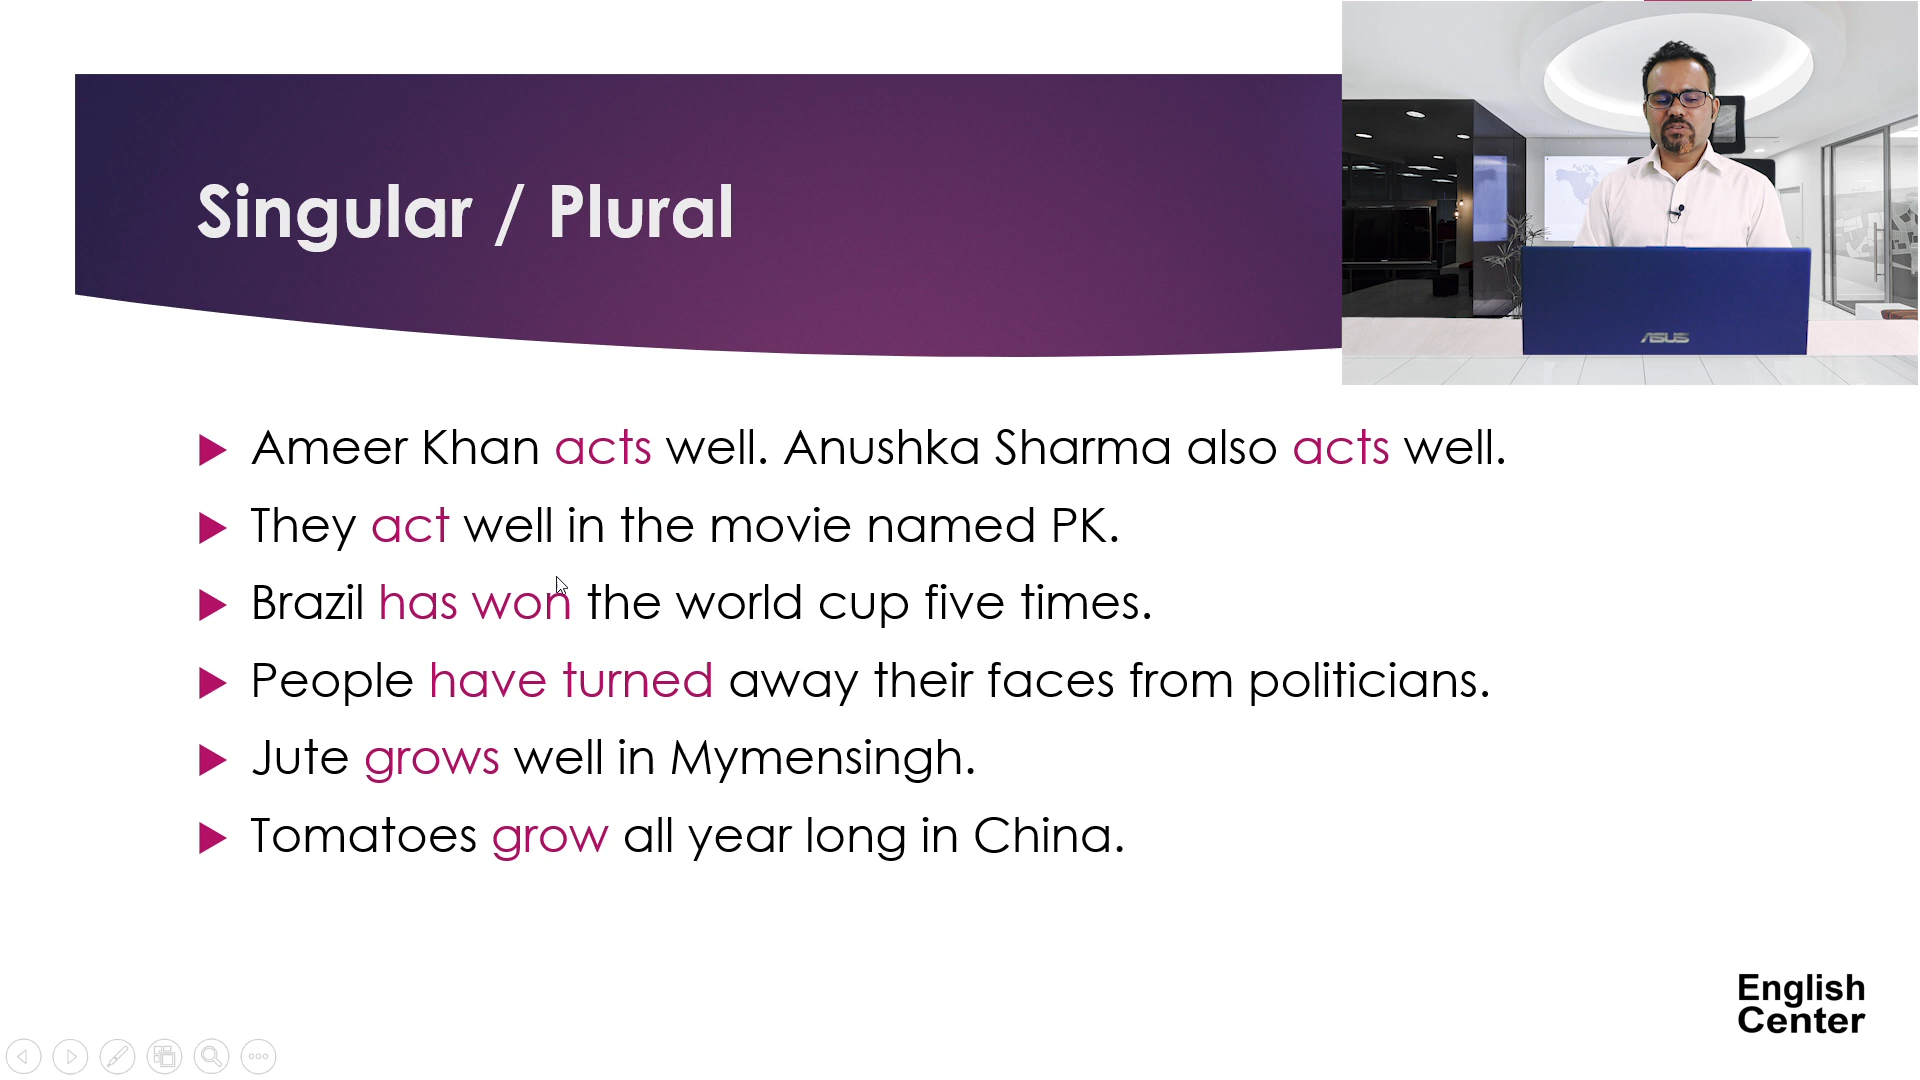 Singular / Plural
Ameer Khan acts well. Anushka Sharma also acts well.
They act well in the movie named PK.
Brazil has won the world cup five times.
People have turned away their faces from politicians.
Jute grows well in Mymensingh.
Tomatoes grow all year long in China.
ASUS
English
Center